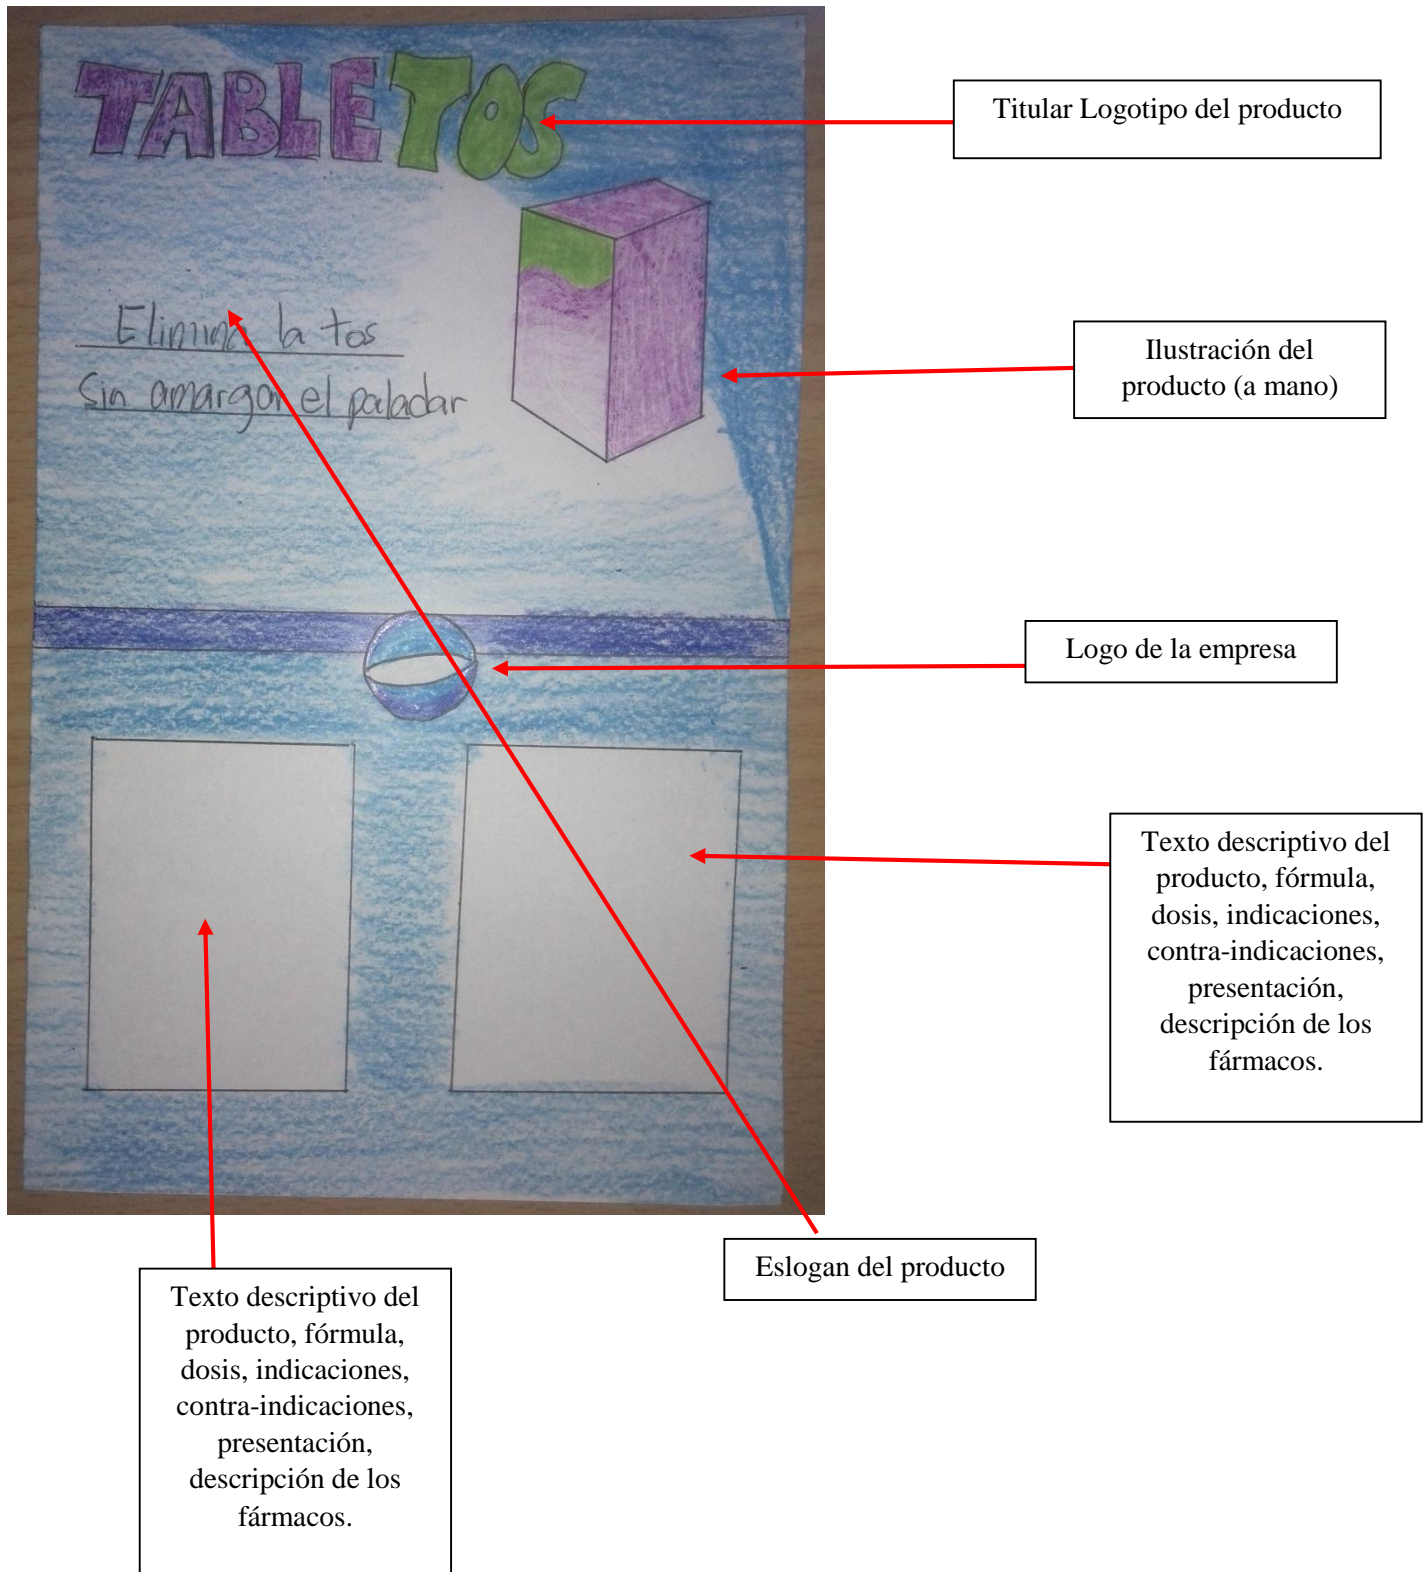 TABLETOS
Titular Logotipo del producto
Elimina la tos
Sin amargar el paladar
Ilustración del
producto (a mano)
Logo de la empresa
Texto descriptivo del
producto, fórmula,
dosis, indicaciones,
contra-indicaciones,
presentación,
descripción de los
fármacos.
Eslogan del producto
Texto descriptivo del
producto, fórmula,
dosis, indicaciones,
contra-indicaciones,
presentación,
descripción de los
fármacos.